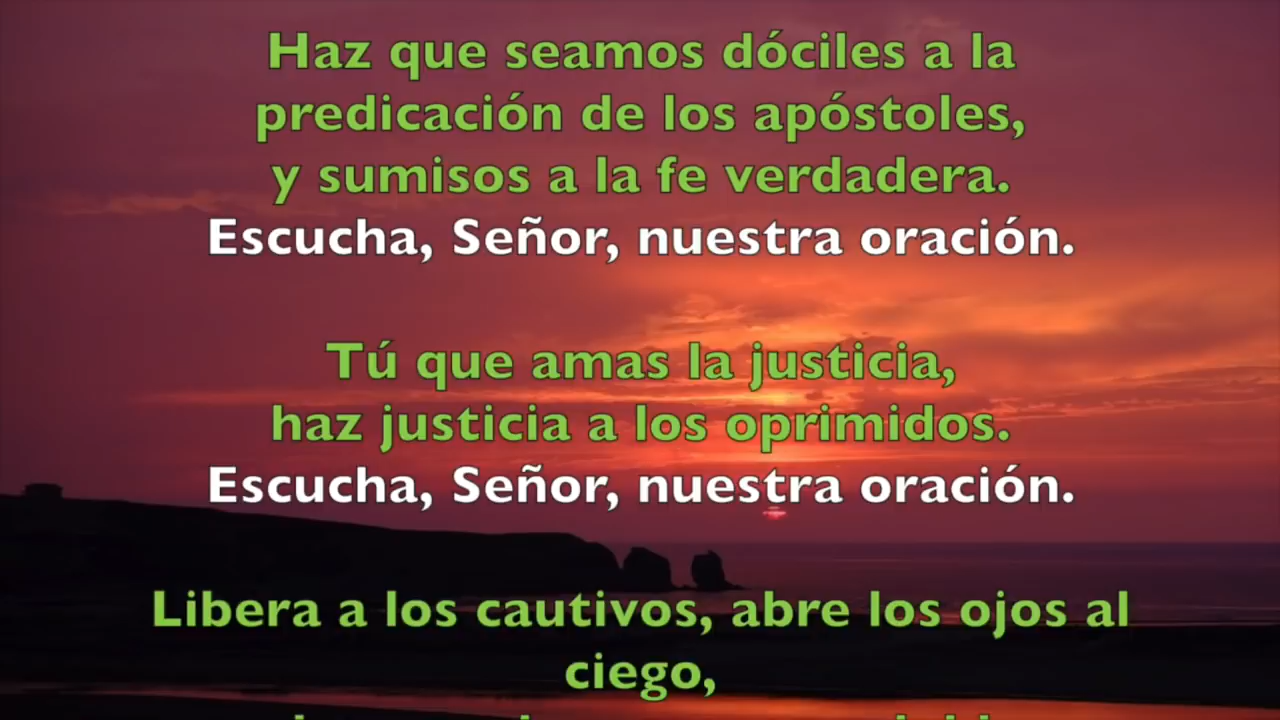 Haz que seamos dóciles a la
predicación de los apóstoles,
y sumisos a la fe verdadera.
Escucha, Señor, nuestra oración.
Tú que amas la justicia,
haz justicia a los oprimidos.
Escucha, Señor, nuestra oración.
Libera a los cautivos, abre los ojos al
ciego,